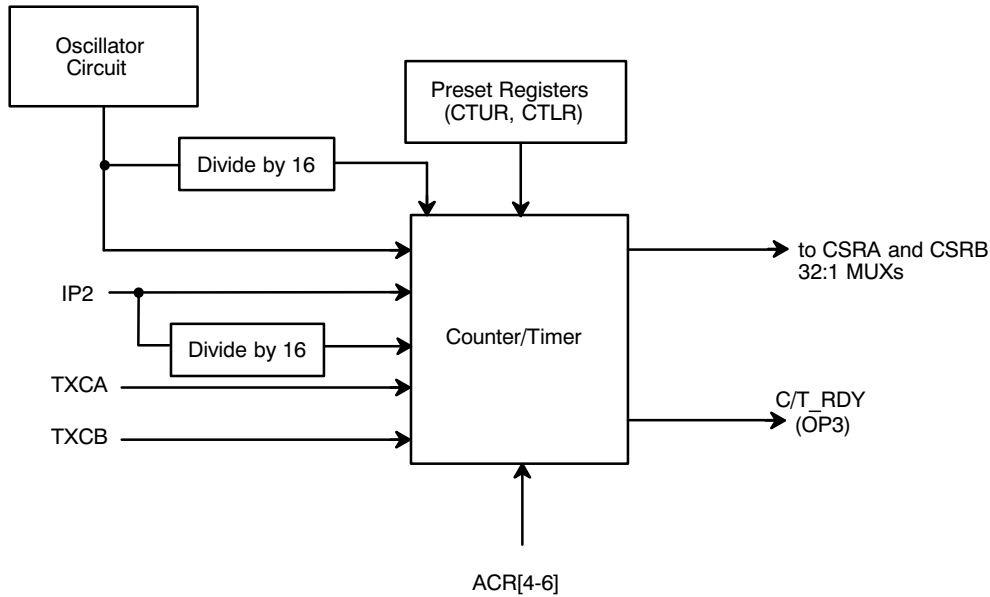 Oscillator
Circuit
Preset Registers
(CTUR, CTLR)
Divide by 16
to CSRA and CSRB
32:1 MUXs
IP2
Counter/Timer
Divide by 16
TXCA
C/T_RDY
(OP3)
TXCB
ACR[4-6]